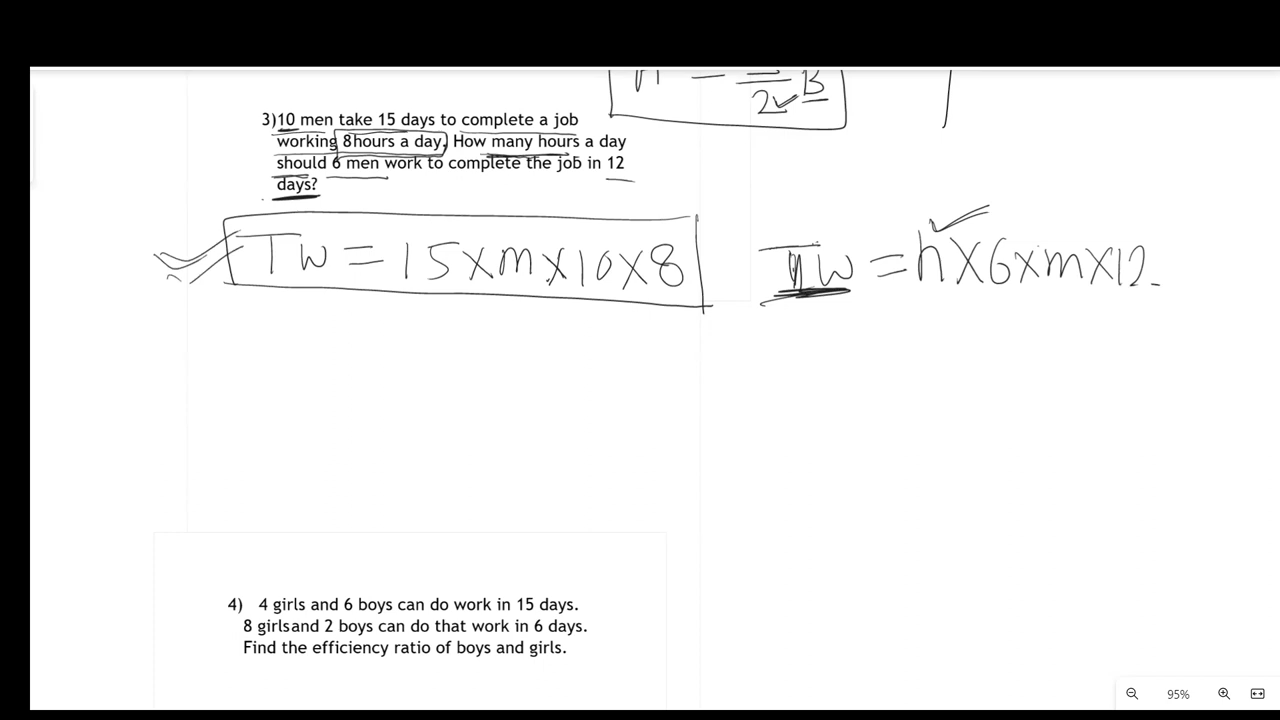 2 B
3)10 men take 15 days to complete a job
working 8hours a day. How many hours a day
should 6 men work to complete the job in 12
days?
TW = 15 X m X 10 X 8
TW = h X 6 X m X 12
4) 4 girls and 6 boys can do work in 15 days.
8 girlsand 2 boys can do that work in 6 days.
Find the efficiency ratio of boys and girls.
95%